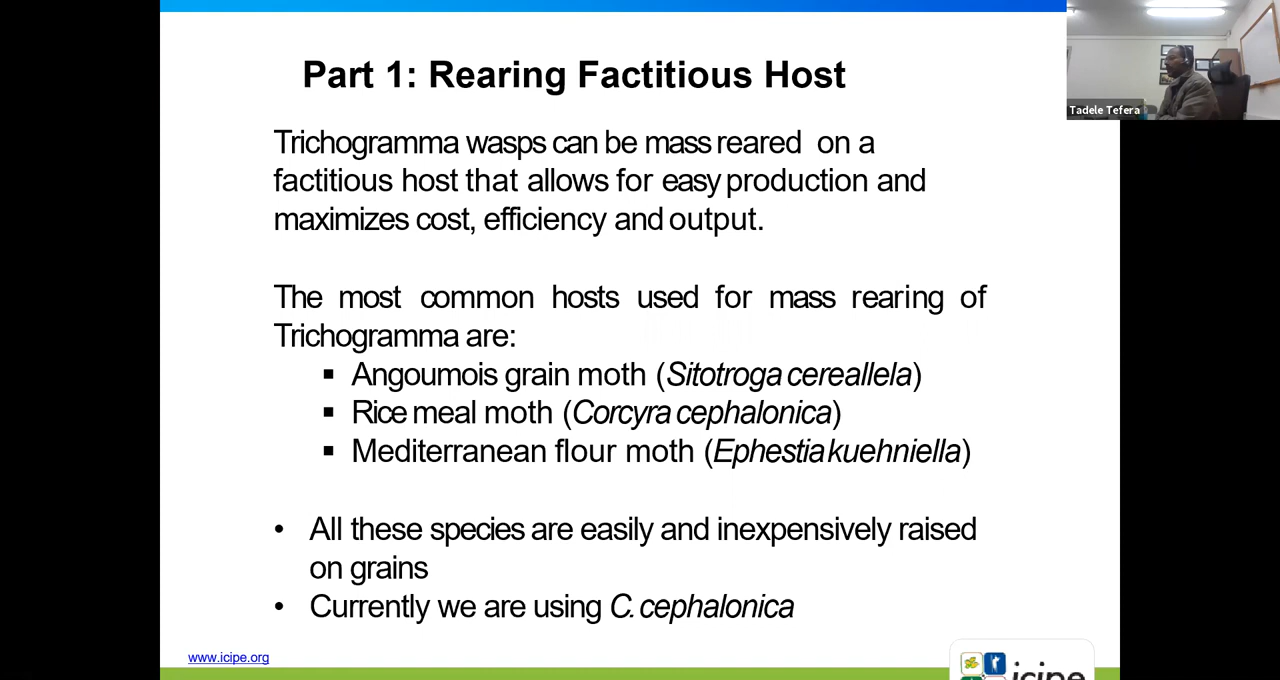 Part 1: Rearing Factitious Host
Tadele Tefera
Trichogramma wasps can be mass reared on a
factitious host that allows for easy production and
maximizes cost, efficiency and output.
The most common hosts used for mass rearing of
Trichogramma are:
▪ Angoumois grain moth (Sitotroga cereallela)
▪ Rice meal moth (Corcyra cephalonica)
▪ Mediterranean flour moth (Ephestia kuehniella)
• All these species are easily and inexpensively raised
on grains
• Currently we are using C. cephalonica
www.icipe.org
icipe